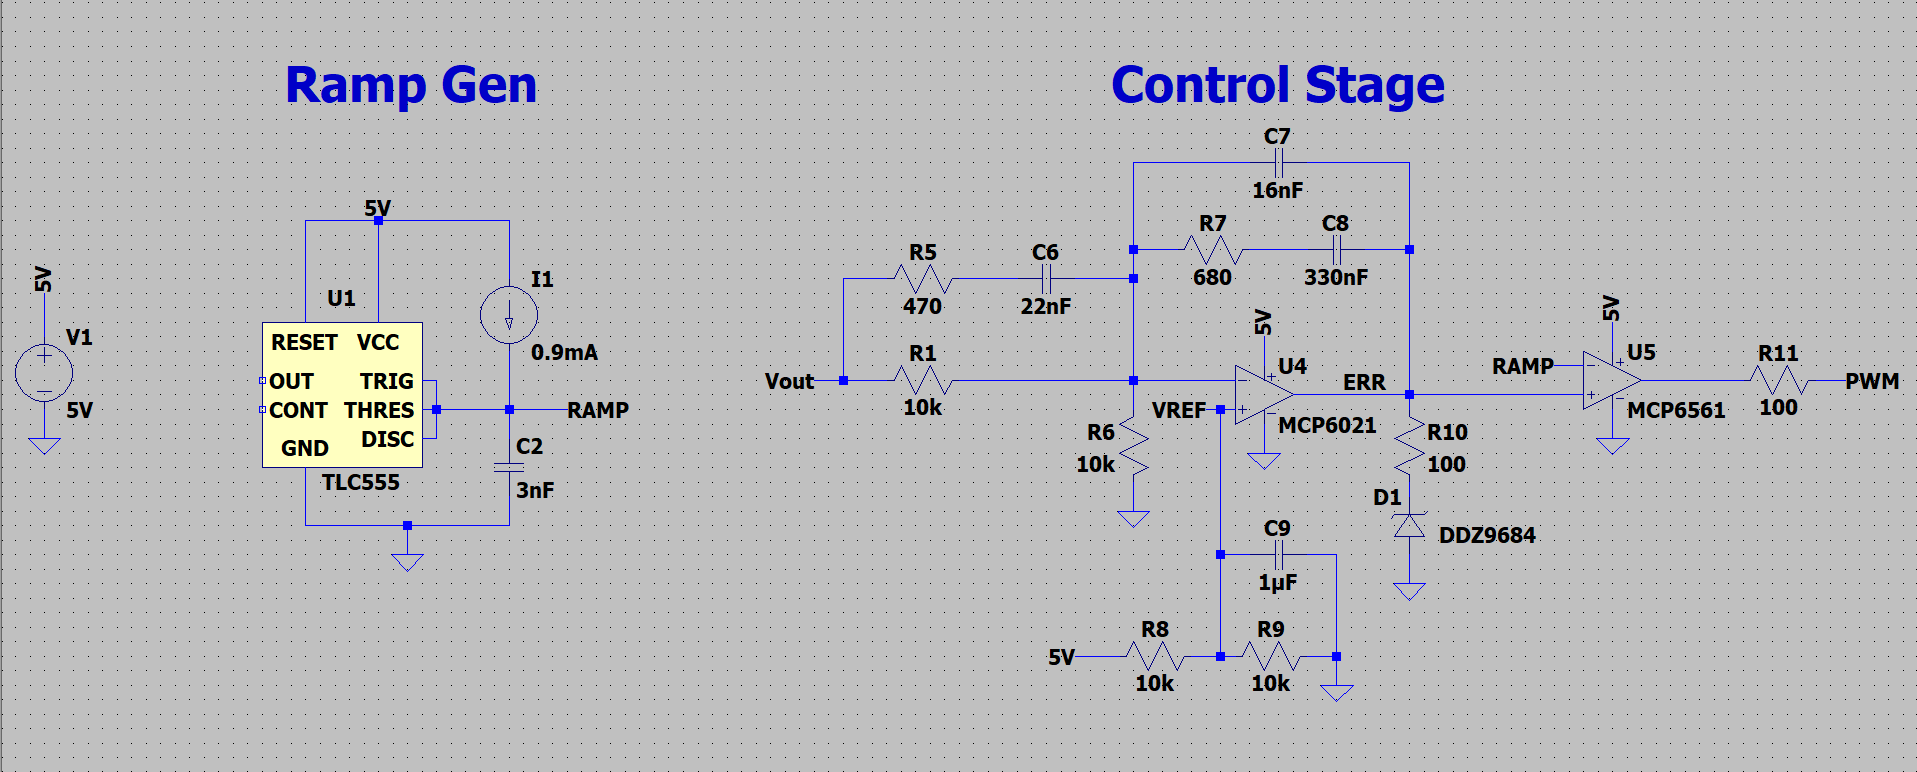 Ramp Gen
Control Stage
5V
V1
5V
5V
U1
RESET
VCC
OUT
TRIG
CONT
THRES
DISC
GND
TLC555
I1
0.9mA
RAMP
C2
3nF
C7
16nF
R7
680
C8
330nF
R5
470
C6
22nF
Vout
R1
10k
R6
10k
5V
U4
VREF
MCP6021
ERR
R10
100
D1
DDZ9684
C9
1µF
5V
R8
10k
R9
10k
5V
RAMP
U5
MCP6561
R11
100
PWM